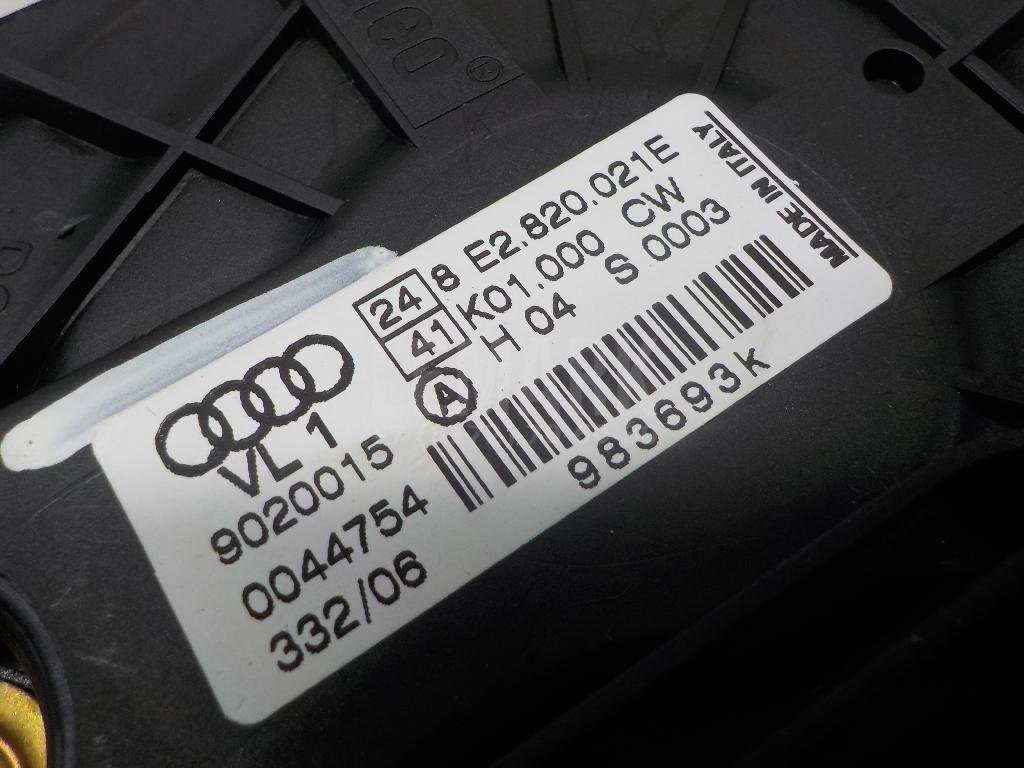 24 8 E2.820.021E
41 K01.000 CW
A H 04 S 0003
MADE IN ITALY
VL 1
9020015
0044754
332/06
983693K
®